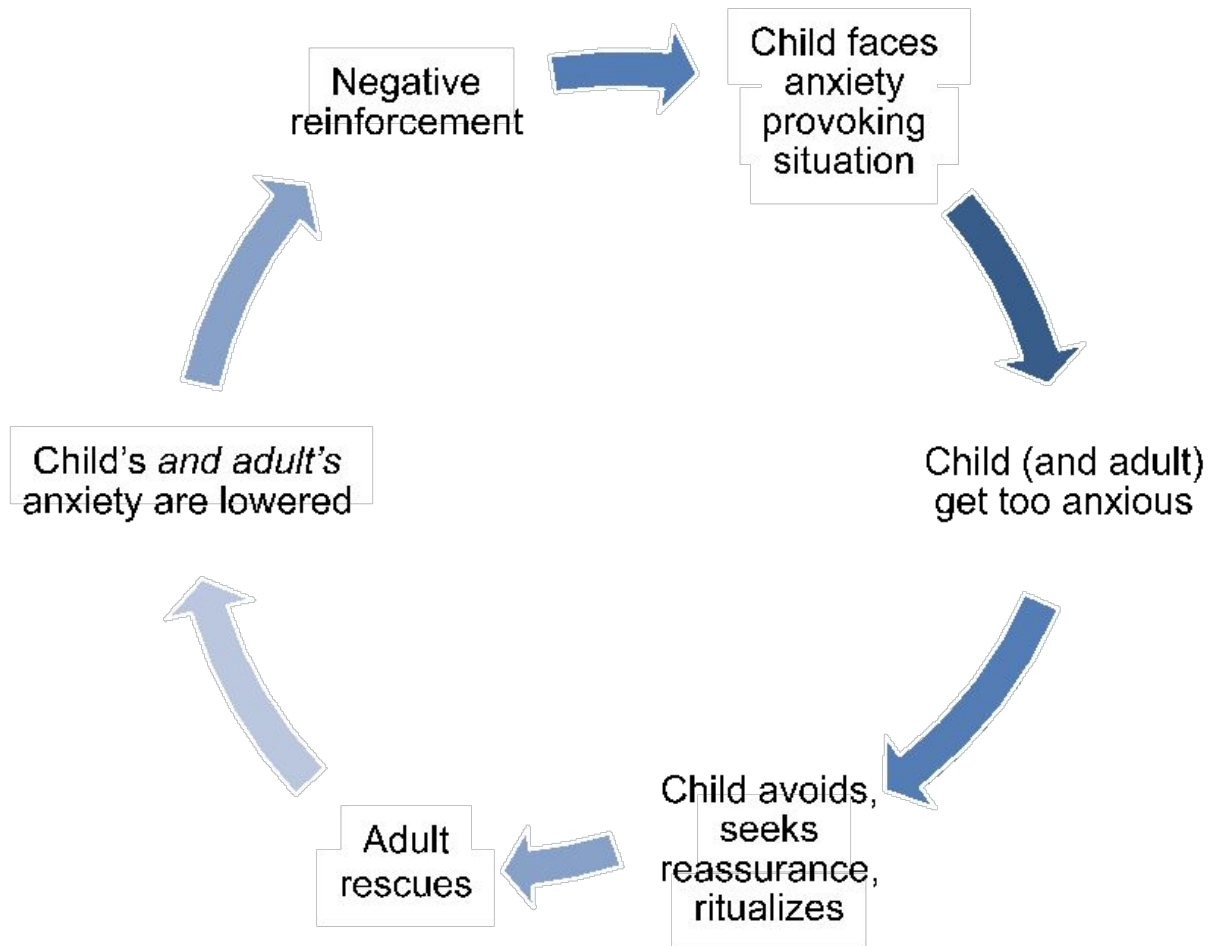 Child faces
anxiety
provoking
situation
Child (and adult)
get too anxious
Child avoids,
seeks
reassurance,
ritualizes
Adult
rescues
Child's and adult's
anxiety are lowered
Negative
reinforcement